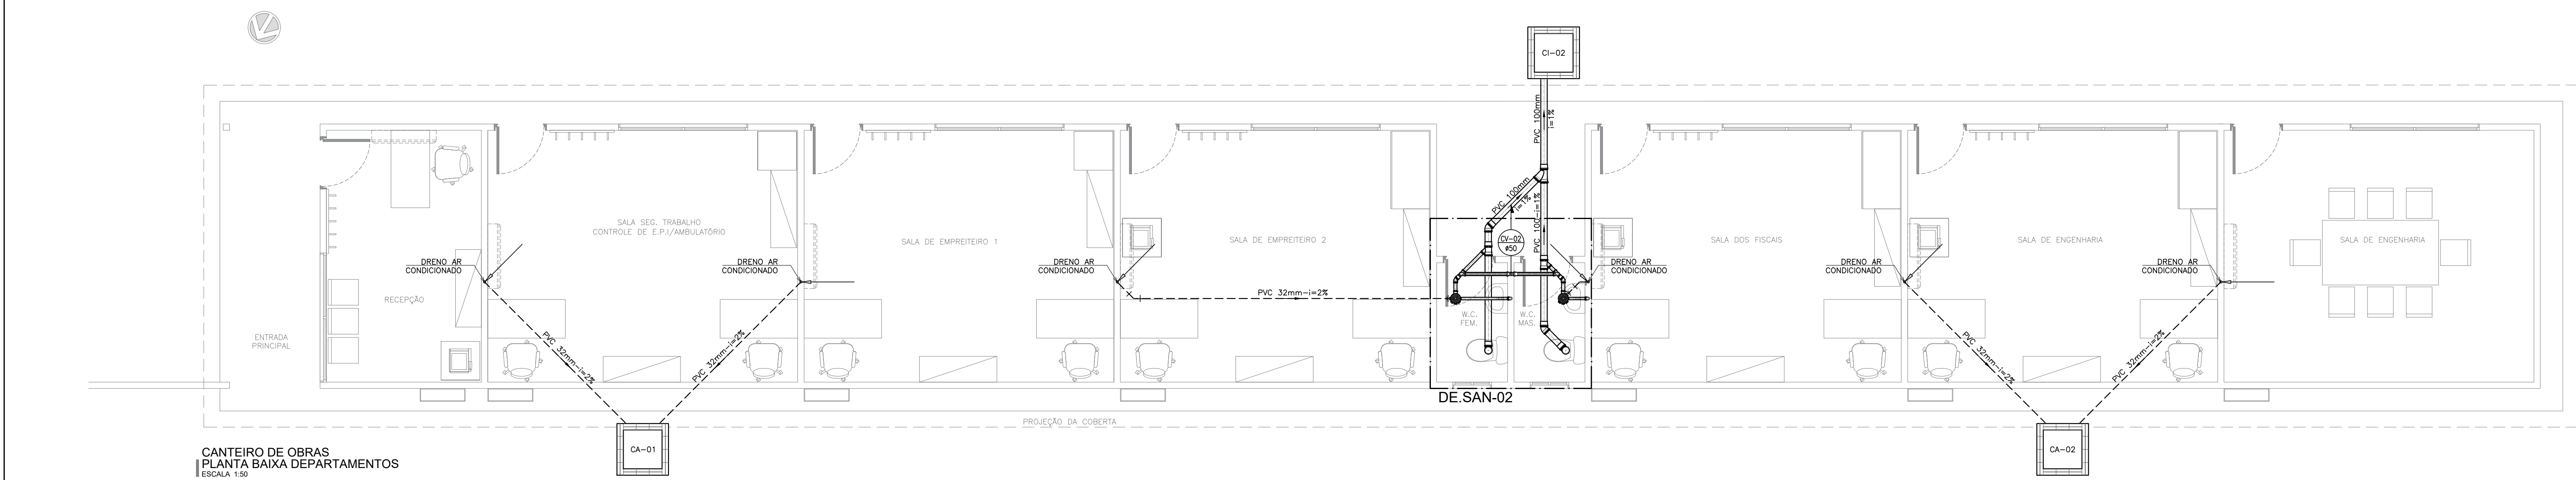 CI-02
PVC 100mm
i=1%
PVC 100mm
i=1%
PVC 100-i=1%
CV-02
ø50
SALA SEG. TRABALHO
CONTROLE DE E.P.I/AMBULATÓRIO
SALA DE EMPREITEIRO 1
SALA DE EMPREITEIRO 2
SALA DOS FISCAIS
SALA DE ENGENHARIA
SALA DE ENGENHARIA
DRENO AR
CONDICIONADO
DRENO AR
CONDICIONADO
DRENO AR
CONDICIONADO
DRENO AR
CONDICIONADO
DRENO AR
CONDICIONADO
DRENO AR
CONDICIONADO
RECEPÇÃO
PVC 32mm-i=2%
W.C.
FEM.
W.C.
MAS.
ENTRADA
PRINCIPAL
PVC 32mm-i=2%
PVC 32mm-i=2%
PVC 32mm-i=2%
PVC 32mm-i=2%
DE.SAN-02
PROJEÇÃO DA COBERTA
CA-01
CA-02
CANTEIRO DE OBRAS
PLANTA BAIXA DEPARTAMENTOS
ESCALA 1:50